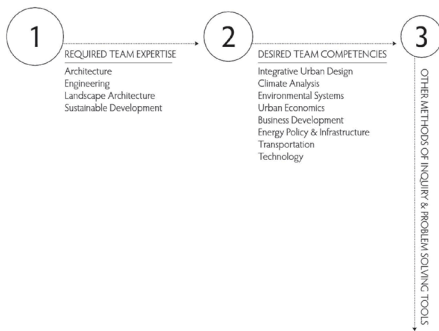 1
REQUIRED TEAM EXPERTISE
Architecture
Engineering
Landscape Architecture
Sustainable Development
2
DESIRED TEAM COMPETENCIES
Integrative Urban Design
Climate Analysis
Environmental Systems
Urban Economics
Business Development
Energy Policy & Infrastructure
Transportation
Technology
3
OTHER METHODS OF INQUIRY & PROBLEM SOLVING TOOLS